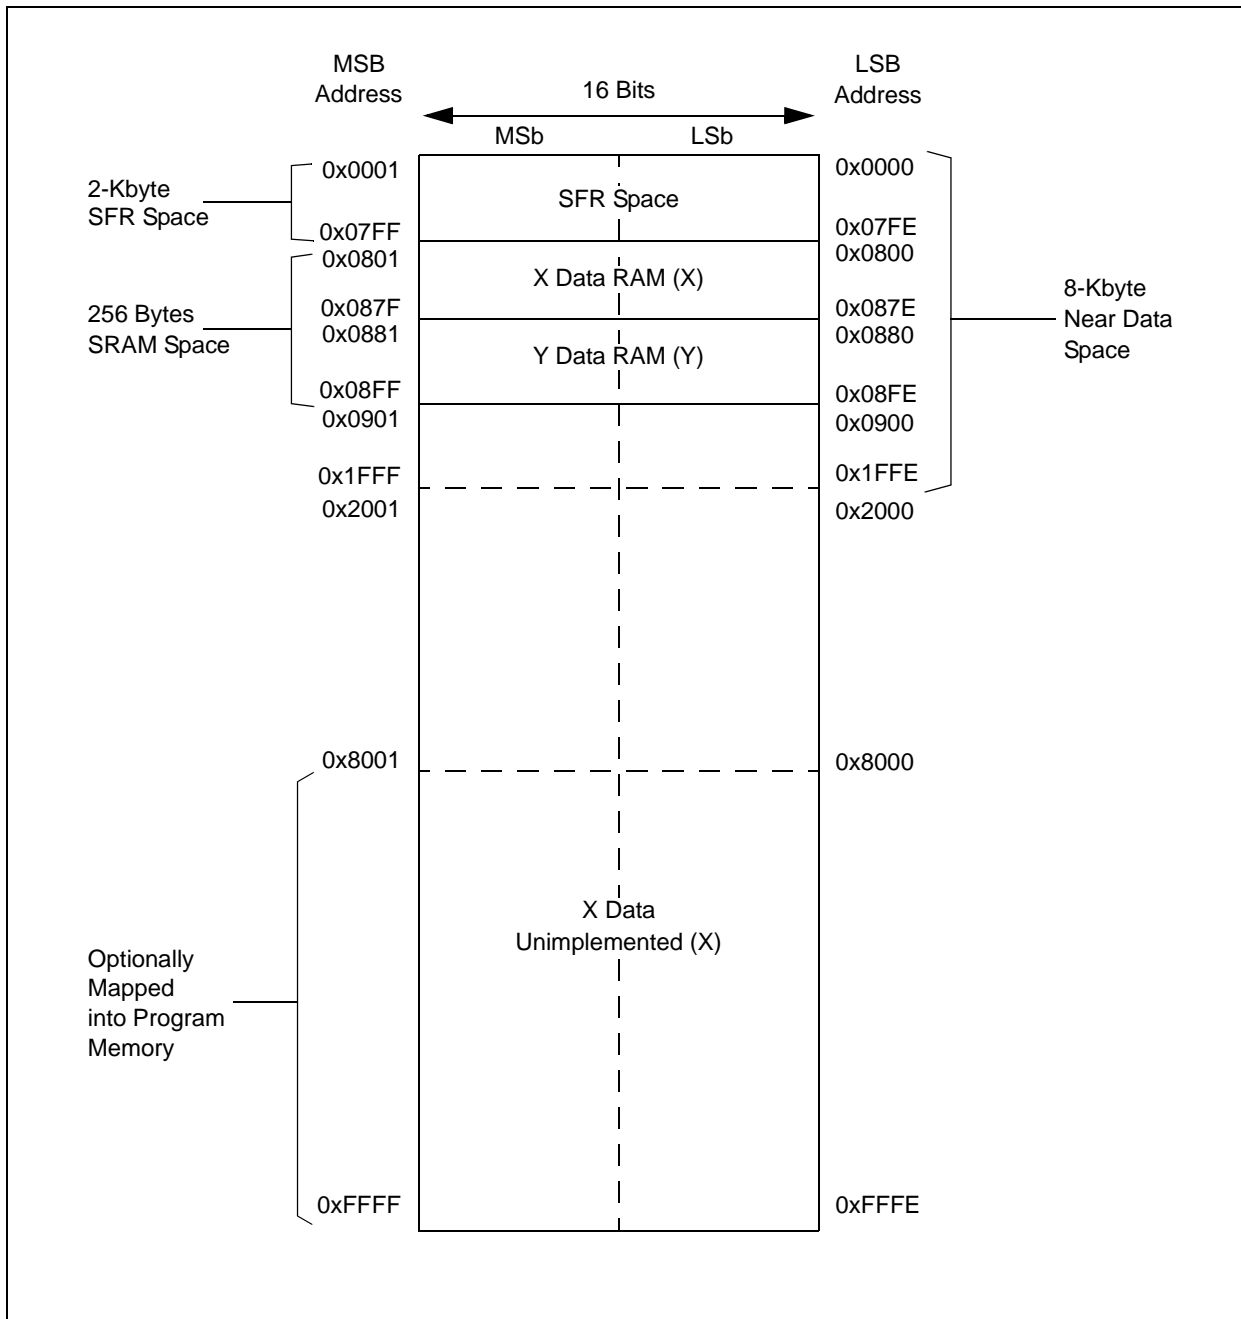 MSB
Address
16 Bits
LSB
Address
MSb
LSb
0x0001
0x0000
2-Kbyte
SFR Space
SFR Space
0x07FF
0x07FE
0x0801
0x0800
X Data RAM (X)
256 Bytes
SRAM Space
0x087F
0x087E
0x0881
0x0880
8-Kbyte
Near Data
Space
Y Data RAM (Y)
0x08FF
0x08FE
0x0901
0x0900
0x1FFF
0x1FFE
0x2001
0x2000
0x8001
0x8000
X Data
Unimplemented (X)
Optionally
Mapped
into Program
Memory
0xFFFF
0xFFFE